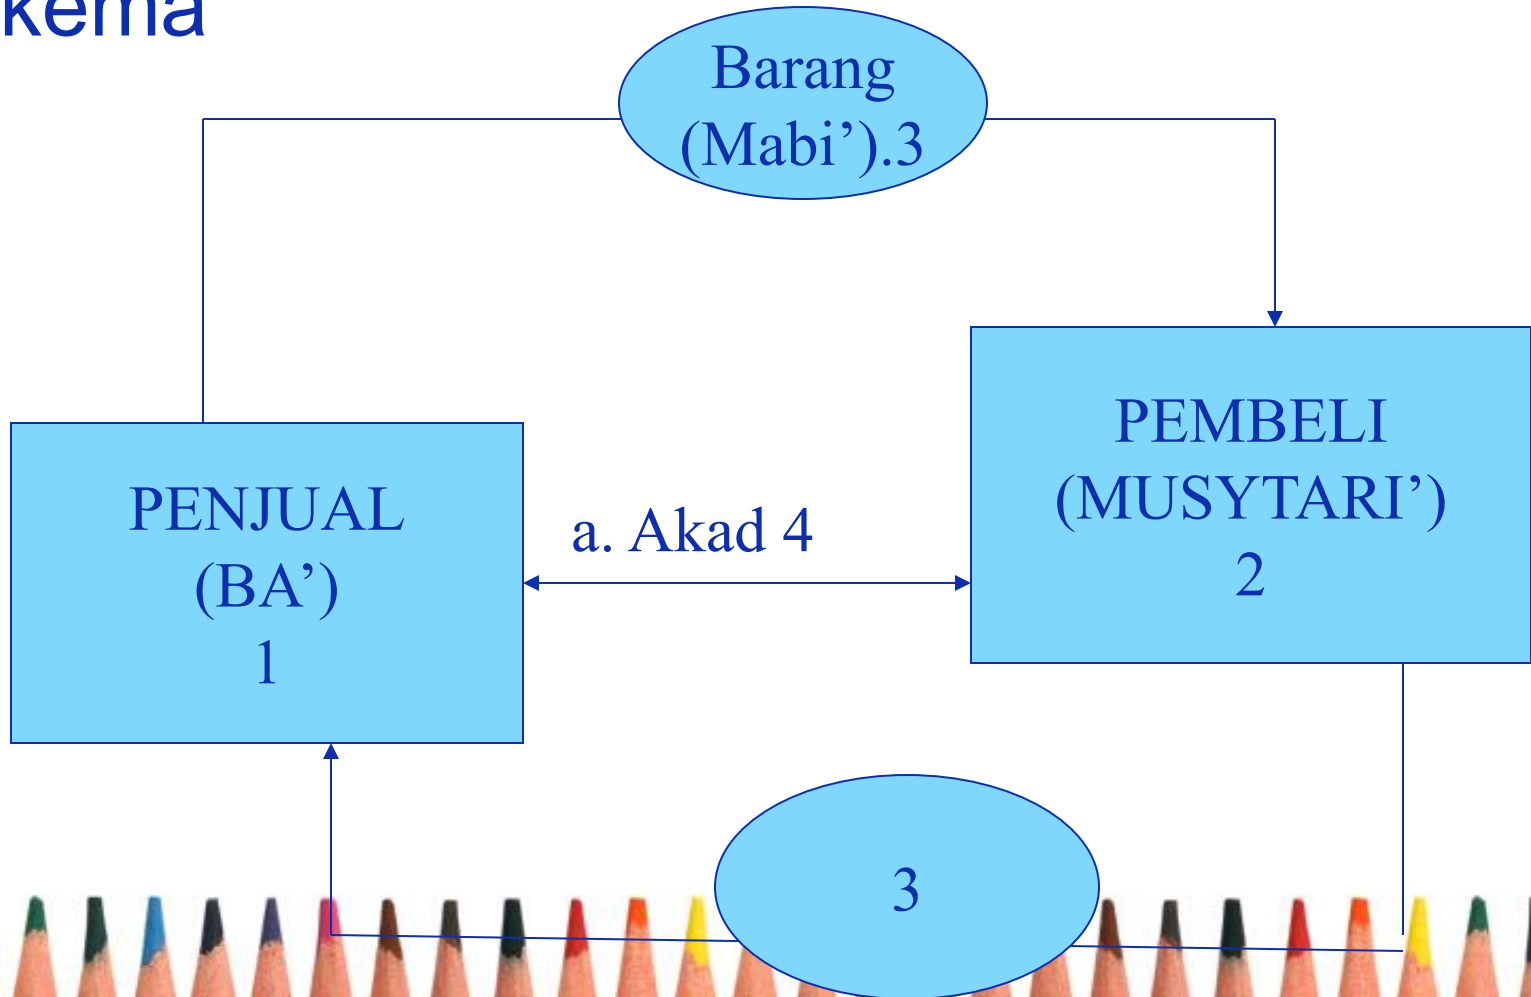 kema
Barang
(Mabi’).3
PEMBELI
(MUSYTARI’)
2
PENJUAL
(BA’)
1
a. Akad 4
3